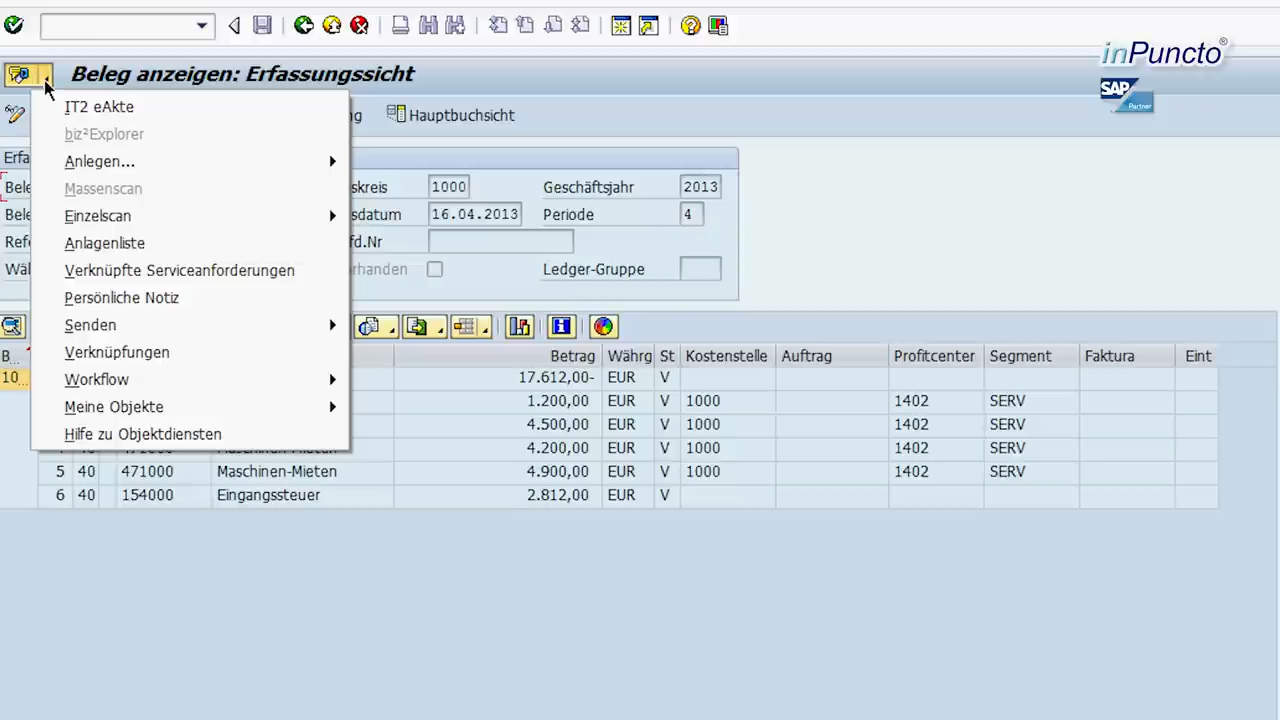 inPuncto®
SAP Partner
Beleg anzeigen: Erfassungssicht
Hauptbuchsicht
IT2 eAkte
biz²Explorer
Anlegen...
Massenscan
Einzelscan
Anlagenliste
Verknüpfte Serviceanforderungen
Persönliche Notiz
Senden
Verknüpfungen
Workflow
Meine Objekte
Hilfe zu Objektdiensten
Erfa
Bele skreis 1000 Geschäftsjahr 2013
Bele sdatum 16.04.2013 Periode 4
Refe fd.Nr
Wäl rhanden Ledger-Gruppe
B... Betrag Währg St Kostenstelle Auftrag Profitcenter Segment Faktura Eint
10... 17.612,00- EUR V
1.200,00 EUR V 1000 1402 SERV
4.500,00 EUR V 1000 1402 SERV
4.200,00 EUR V 1000 1402 SERV
5 40 471000 Maschinen-Mieten 4.900,00 EUR V 1000 1402 SERV
6 40 154000 Eingangssteuer 2.812,00 EUR V